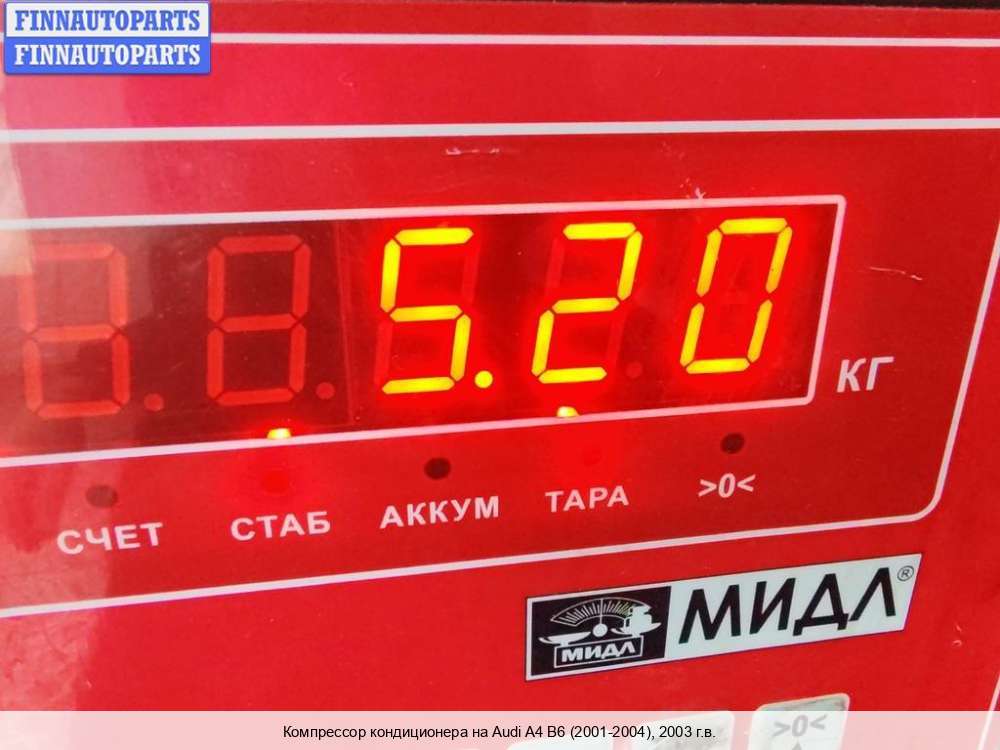 FINNAUTOPARTS
FINNAUTOPARTS
5.20
КГ
СЧЕТ СТАБ АККУМ ТАРА >0<
МИДЛ МИДЛ®
>0<
Компрессор кондиционера на Audi A4 B6 (2001-2004), 2003 г.в.